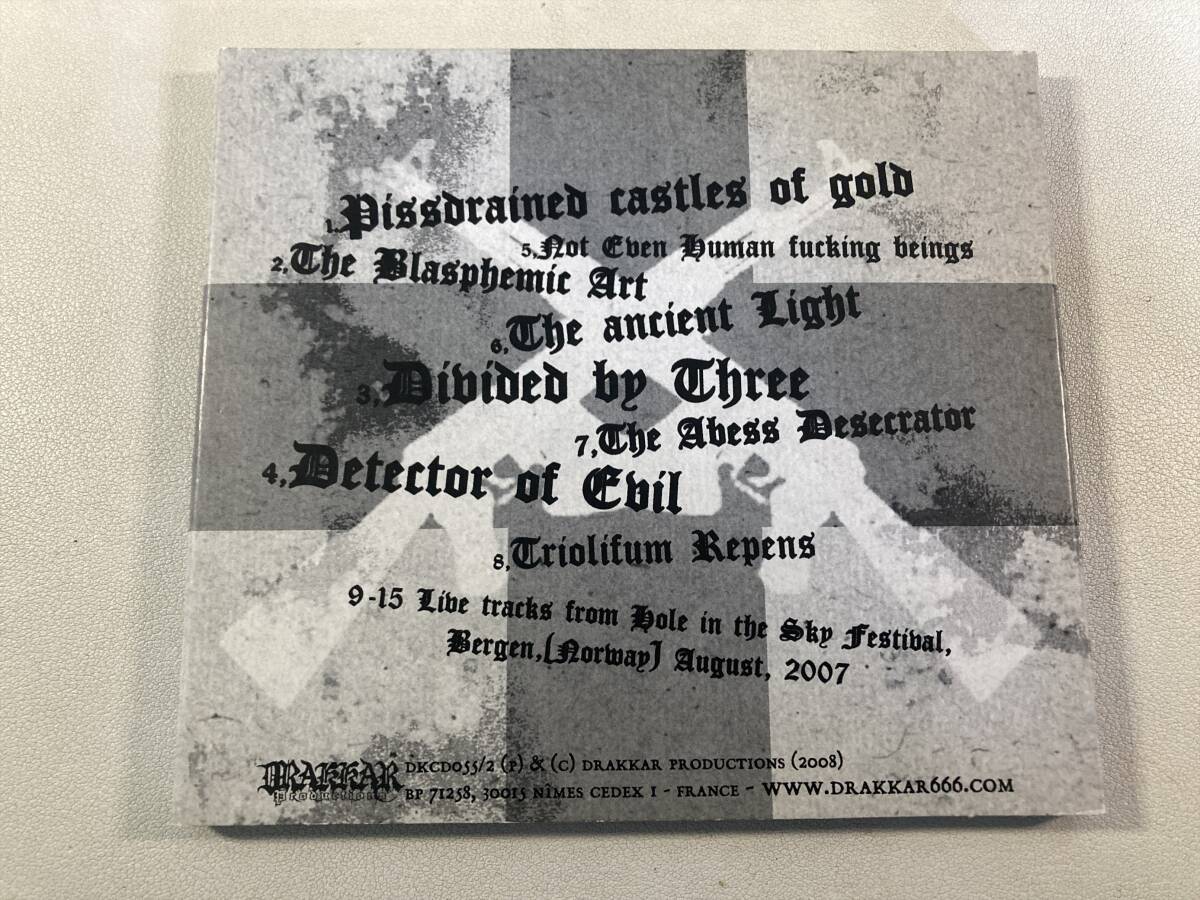 1.Pissdrained castles of gold
5.Not Even Human fucking beings
2.The Blasphemic Art
6.The ancient Light
3.Divided by Three
7.The Abess Desecrator
4.Detector of Evil
8.Triolifum Repens
9-15 Live tracks from Hole in the Sky Festival,
Bergen,(Norway) August, 2007
DRAKKAR
Productions
DKCD055/2 (P) & (C) DRAKKAR PRODUCTIONS (2008)
BP 71258, 30015 NÎMES CEDEX 1 - FRANCE - WWW.DRAKKAR666.COM